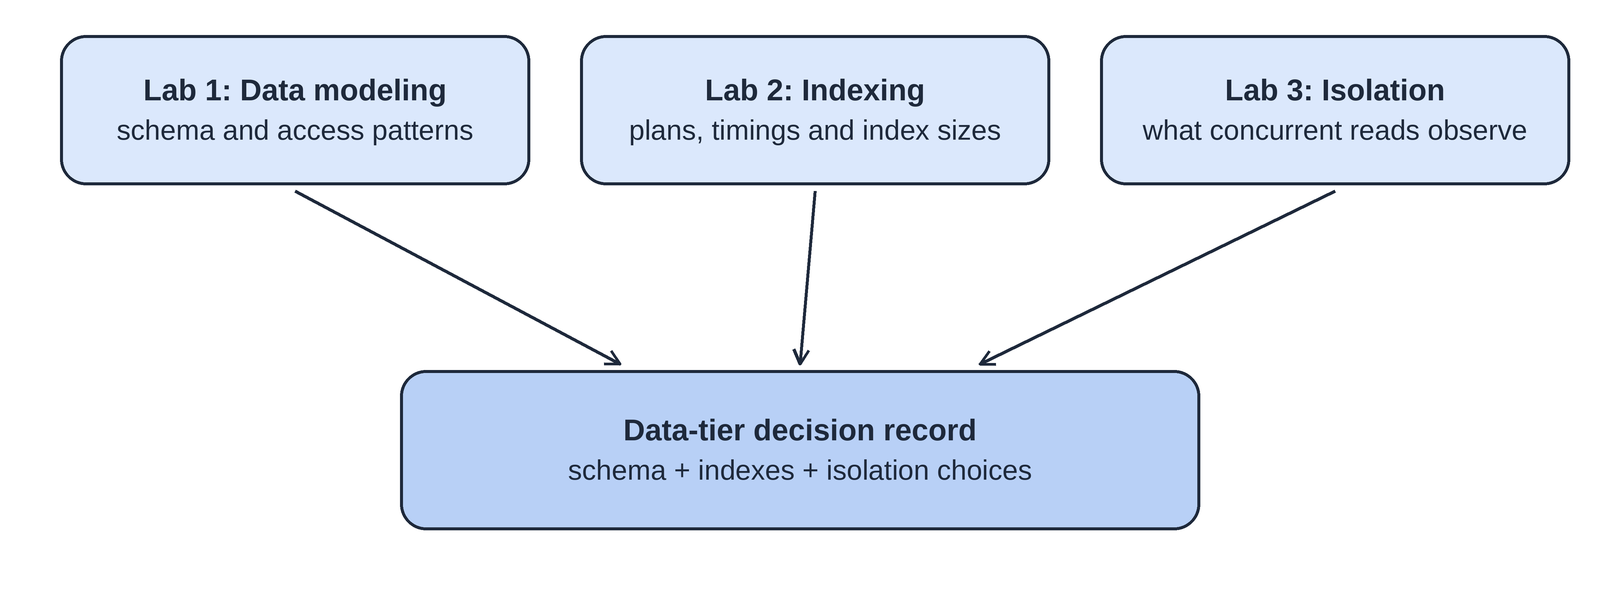 Lab 1: Data modeling
schema and access patterns
Lab 2: Indexing
plans, timings and index sizes
Lab 3: Isolation
what concurrent reads observe
Data-tier decision record
schema + indexes + isolation choices